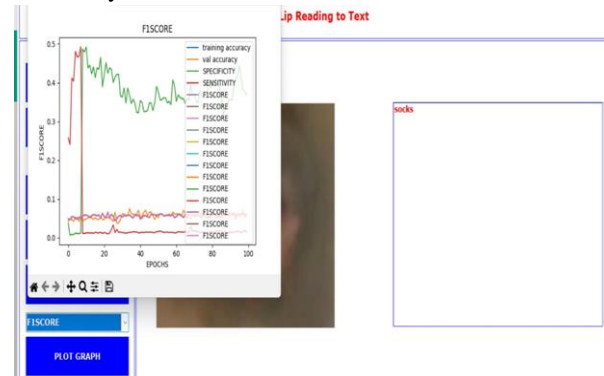 Lip Reading to Text
F1SCORE
training accuracy
val accuracy
SPECIFICITY
SENSITIVITY
F1SCORE
F1SCORE
F1SCORE
F1SCORE
F1SCORE
F1SCORE
F1SCORE
F1SCORE
F1SCORE
F1SCORE
F1SCORE
F1SCORE
F1SCORE
0.5
0.4
0.3
0.2
0.1
0.0
F1SCORE
0
20
40
60
80
100
EPOCHS
socks
F1SCORE
PLOT GRAPH